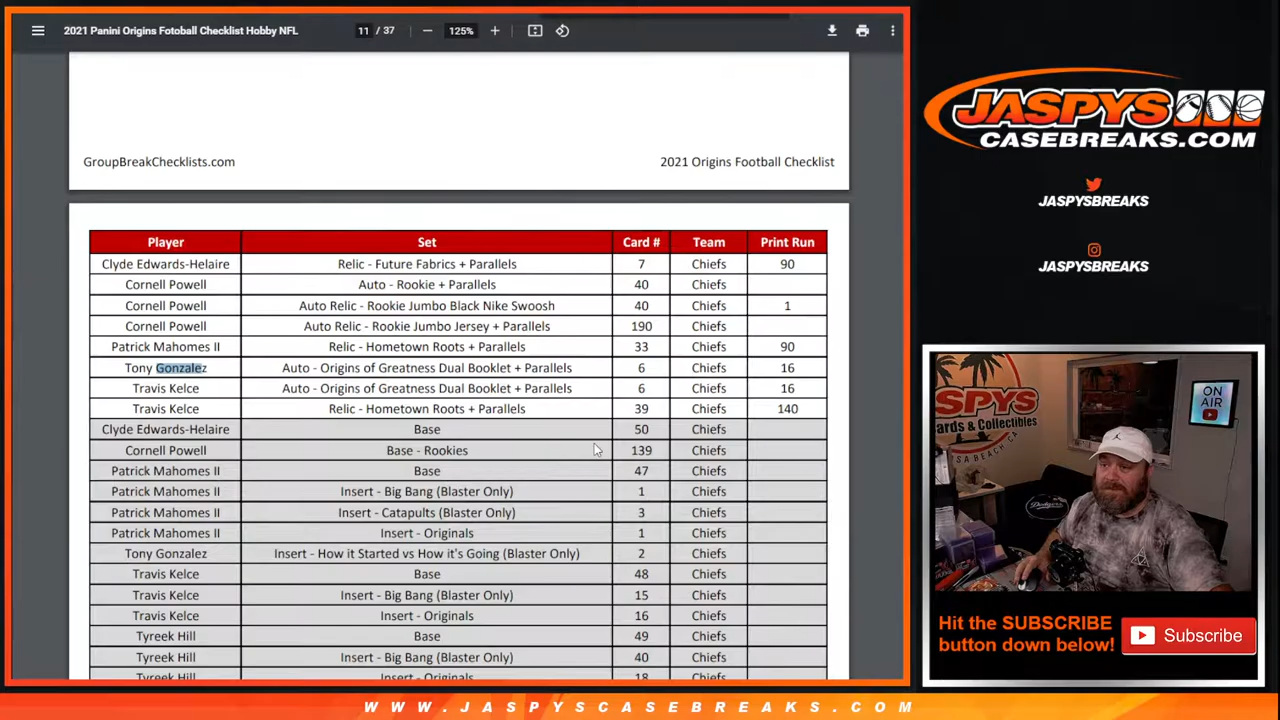 2021 Panini Origins Fotoball Checklist Hobby NFL
11 / 37
125%
GroupBreakChecklists.com 2021 Origins Football Checklist
Player Set Card # Team Print Run
Clyde Edwards-Helaire Relic - Future Fabrics + Parallels 7 Chiefs 90
Cornell Powell Auto - Rookie + Parallels 40 Chiefs
Cornell Powell Auto Relic - Rookie Jumbo Black Nike Swoosh 40 Chiefs 1
Cornell Powell Auto Relic - Rookie Jumbo Jersey + Parallels 190 Chiefs
Patrick Mahomes II Relic - Hometown Roots + Parallels 33 Chiefs 90
Tony Gonzalez Auto - Origins of Greatness Dual Booklet + Parallels 6 Chiefs 16
Travis Kelce Auto - Origins of Greatness Dual Booklet + Parallels 6 Chiefs 16
Travis Kelce Relic - Hometown Roots + Parallels 39 Chiefs 140
Clyde Edwards-Helaire Base 50 Chiefs
Cornell Powell Base - Rookies 139 Chiefs
Patrick Mahomes II Base 47 Chiefs
Patrick Mahomes II Insert - Big Bang (Blaster Only) 1 Chiefs
Patrick Mahomes II Insert - Catapults (Blaster Only) 3 Chiefs
Patrick Mahomes II Insert - Originals 1 Chiefs
Tony Gonzalez Insert - How it Started vs How it's Going (Blaster Only) 2 Chiefs
Travis Kelce Base 48 Chiefs
Travis Kelce Insert - Big Bang (Blaster Only) 15 Chiefs
Travis Kelce Insert - Originals 16 Chiefs
Tyreek Hill Base 49 Chiefs
Tyreek Hill Insert - Big Bang (Blaster Only) 40 Chiefs
Tyreek Hill Insert - Originals 18 Chiefs
JASPYS
CASEBREAKS.COM
JASPYSBREAKS
JASPYSBREAKS
ON
AIR
Dodgers
Hit the SUBSCRIBE
button down below!
Subscribe
WWW.JASPYSCASEBREAKS.COM